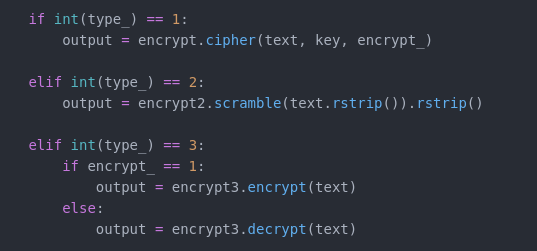 if int(type_) == 1:
    output = encrypt.cipher(text, key, encrypt_)

elif int(type_) == 2:
    output = encrypt2.scramble(text.rstrip()).rstrip()

elif int(type_) == 3:
    if encrypt_ == 1:
        output = encrypt3.encrypt(text)
    else:
        output = encrypt3.decrypt(text)